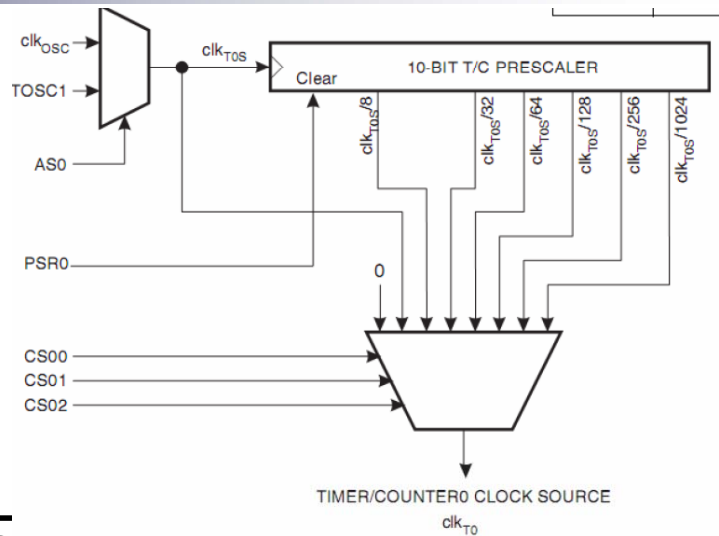 clkOSC
TOSC1
AS0
PSR0
CS00
CS01
CS02
clkT0S
Clear
10-BIT T/C PRESCALER
clkT0S/8
clkT0S/32
clkT0S/64
clkT0S/128
clkT0S/256
clkT0S/1024
0
TIMER/COUNTER0 CLOCK SOURCE
clkT0